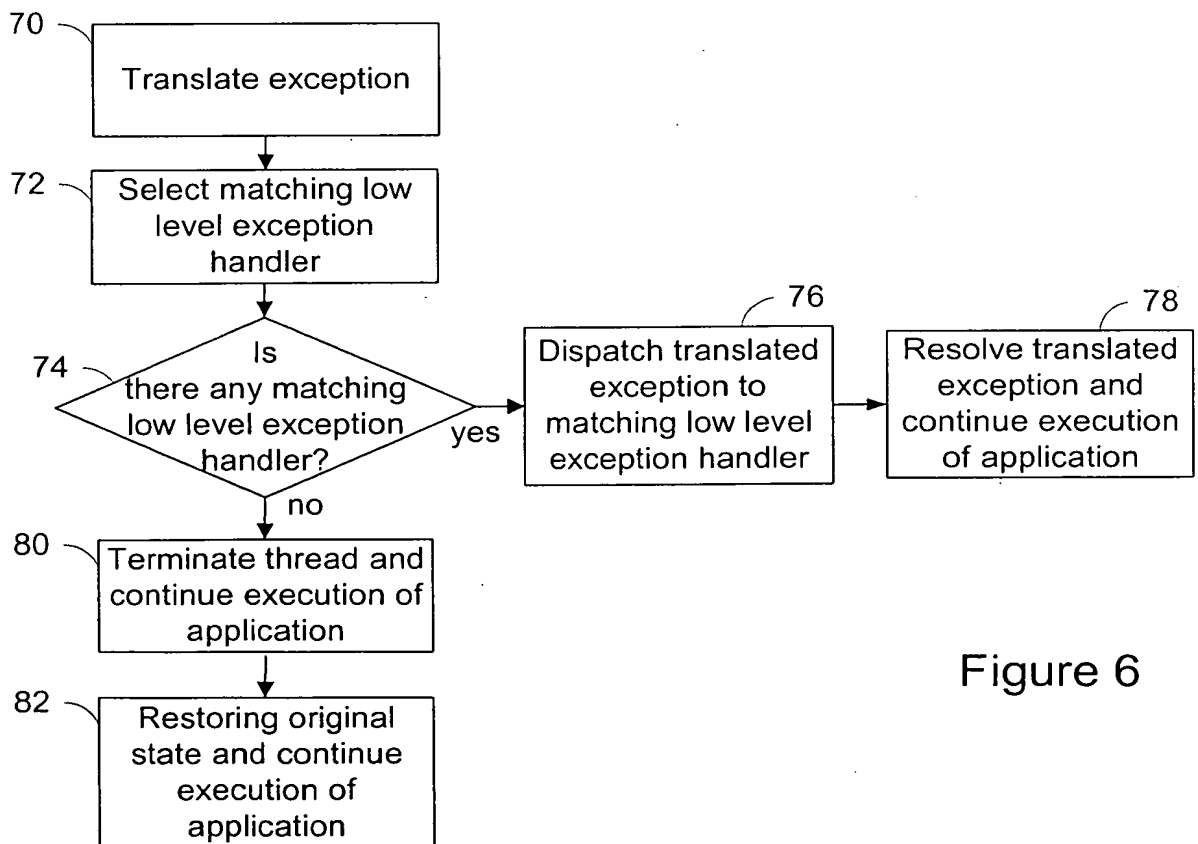 70
Translate exception
72
Select matching low
level exception
handler
74
Is
there any matching
low level exception
handler?
yes
no
76
Dispatch translated
exception to
matching low level
exception handler
78
Resolve translated
exception and
continue execution
of application
80
Terminate thread and
continue execution of
application
82
Restoring original
state and continue
execution of
application
Figure 6